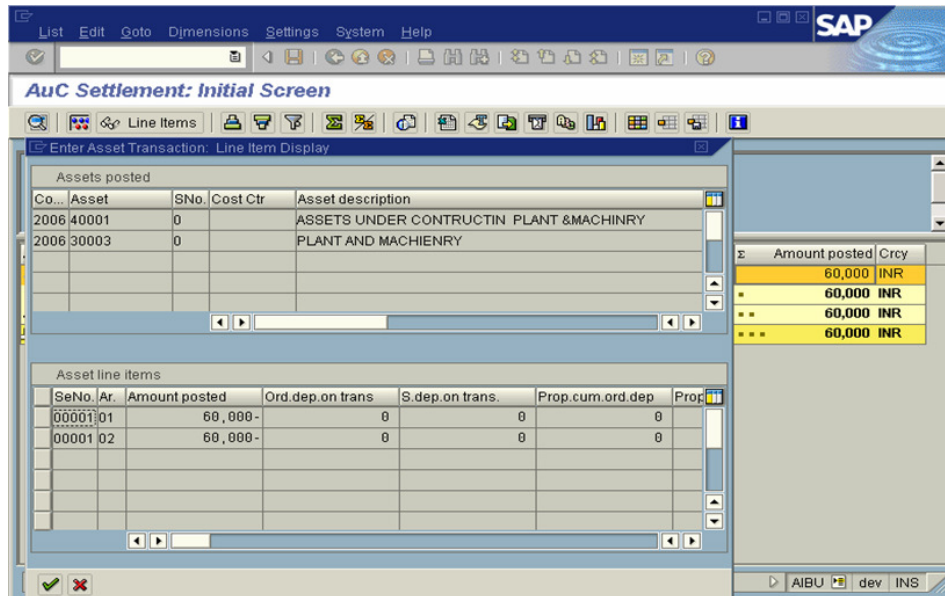 List Edit Goto Dimensions Settings System Help
SAP
AuC Settlement: Initial Screen
Line Items
Enter Asset Transaction: Line Item Display
Assets posted
Co... Asset SNo. Cost Ctr Asset description
2006 40001 0 ASSETS UNDER CONTRUCTIN PLANT &MACHINRY
2006 30003 0 PLANT AND MACHIENRY
Σ Amount posted Crcy
60,000 INR
60,000 INR
60,000 INR
60,000 INR
Asset line items
SeNo. Ar. Amount posted Ord.dep.on trans S.dep.on trans. Prop.cum.ord.dep Prop
00001 01 60,000- 0 0 0
00001 02 60,000- 0 0 0
AIBU dev INS